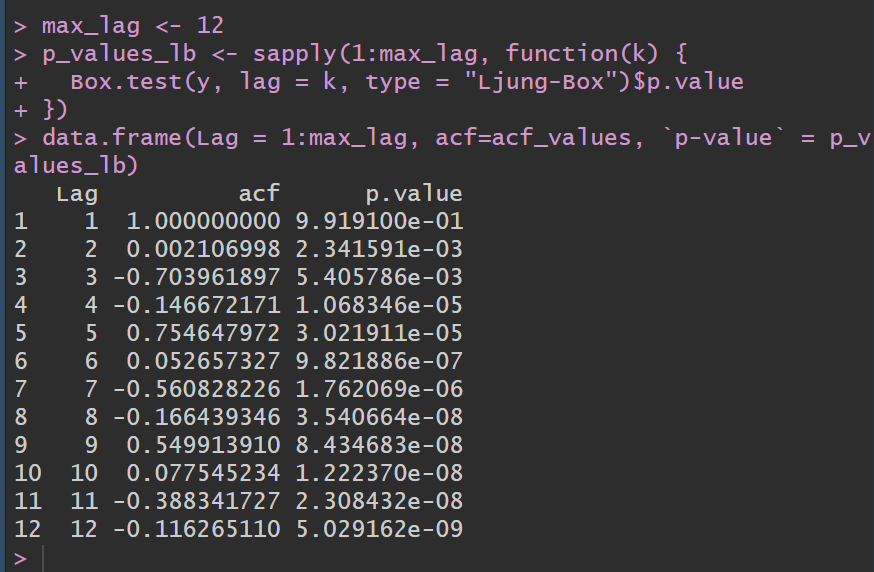 > max_lag <- 12
> p_values_lb <- sapply(1:max_lag, function(k) {
+   Box.test(y, lag = k, type = "Ljung-Box")$p.value
+ })
> data.frame(Lag = 1:max_lag, acf=acf_values, `p-value` = p_v
alues_lb)
   Lag          acf      p.value
1    1  1.000000000 9.919100e-01
2    2  0.002106998 2.341591e-03
3    3 -0.703961897 5.405786e-03
4    4 -0.146672171 1.068346e-05
5    5  0.754647972 3.021911e-05
6    6  0.052657327 9.821886e-07
7    7 -0.560828226 1.762069e-06
8    8 -0.166439346 3.540664e-08
9    9  0.549913910 8.434683e-08
10  10  0.077545234 1.222370e-08
11  11 -0.388341727 2.308432e-08
12  12 -0.116265110 5.029162e-09
>